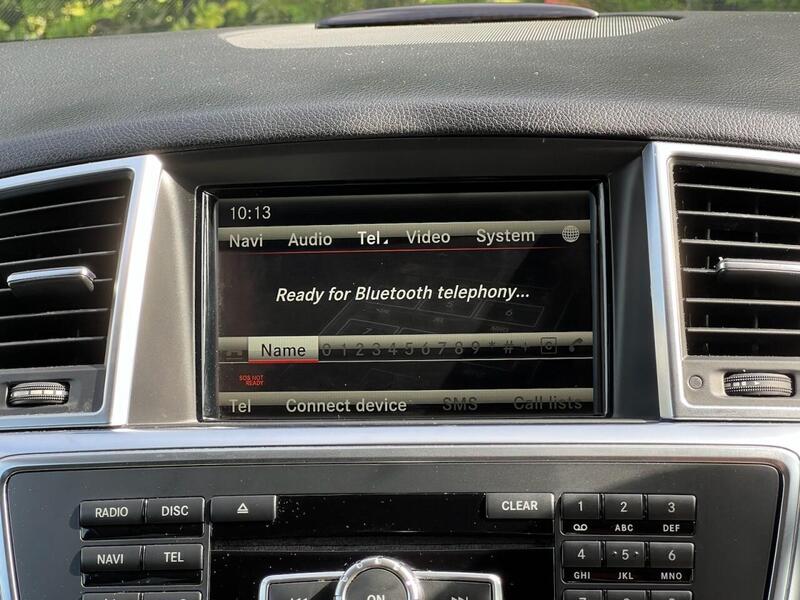 10:13
Navi Audio Tel Video System
Ready for Bluetooth telephony...
Name 0 1 2 3 4 5 6 7 8 9 * # +
SOS NOT
READY
Tel Connect device SMS Call lists
RADIO DISC CLEAR 1 2 3
ABC DEF
NAVI TEL 4 5 6
GHI JKL MNO
ON